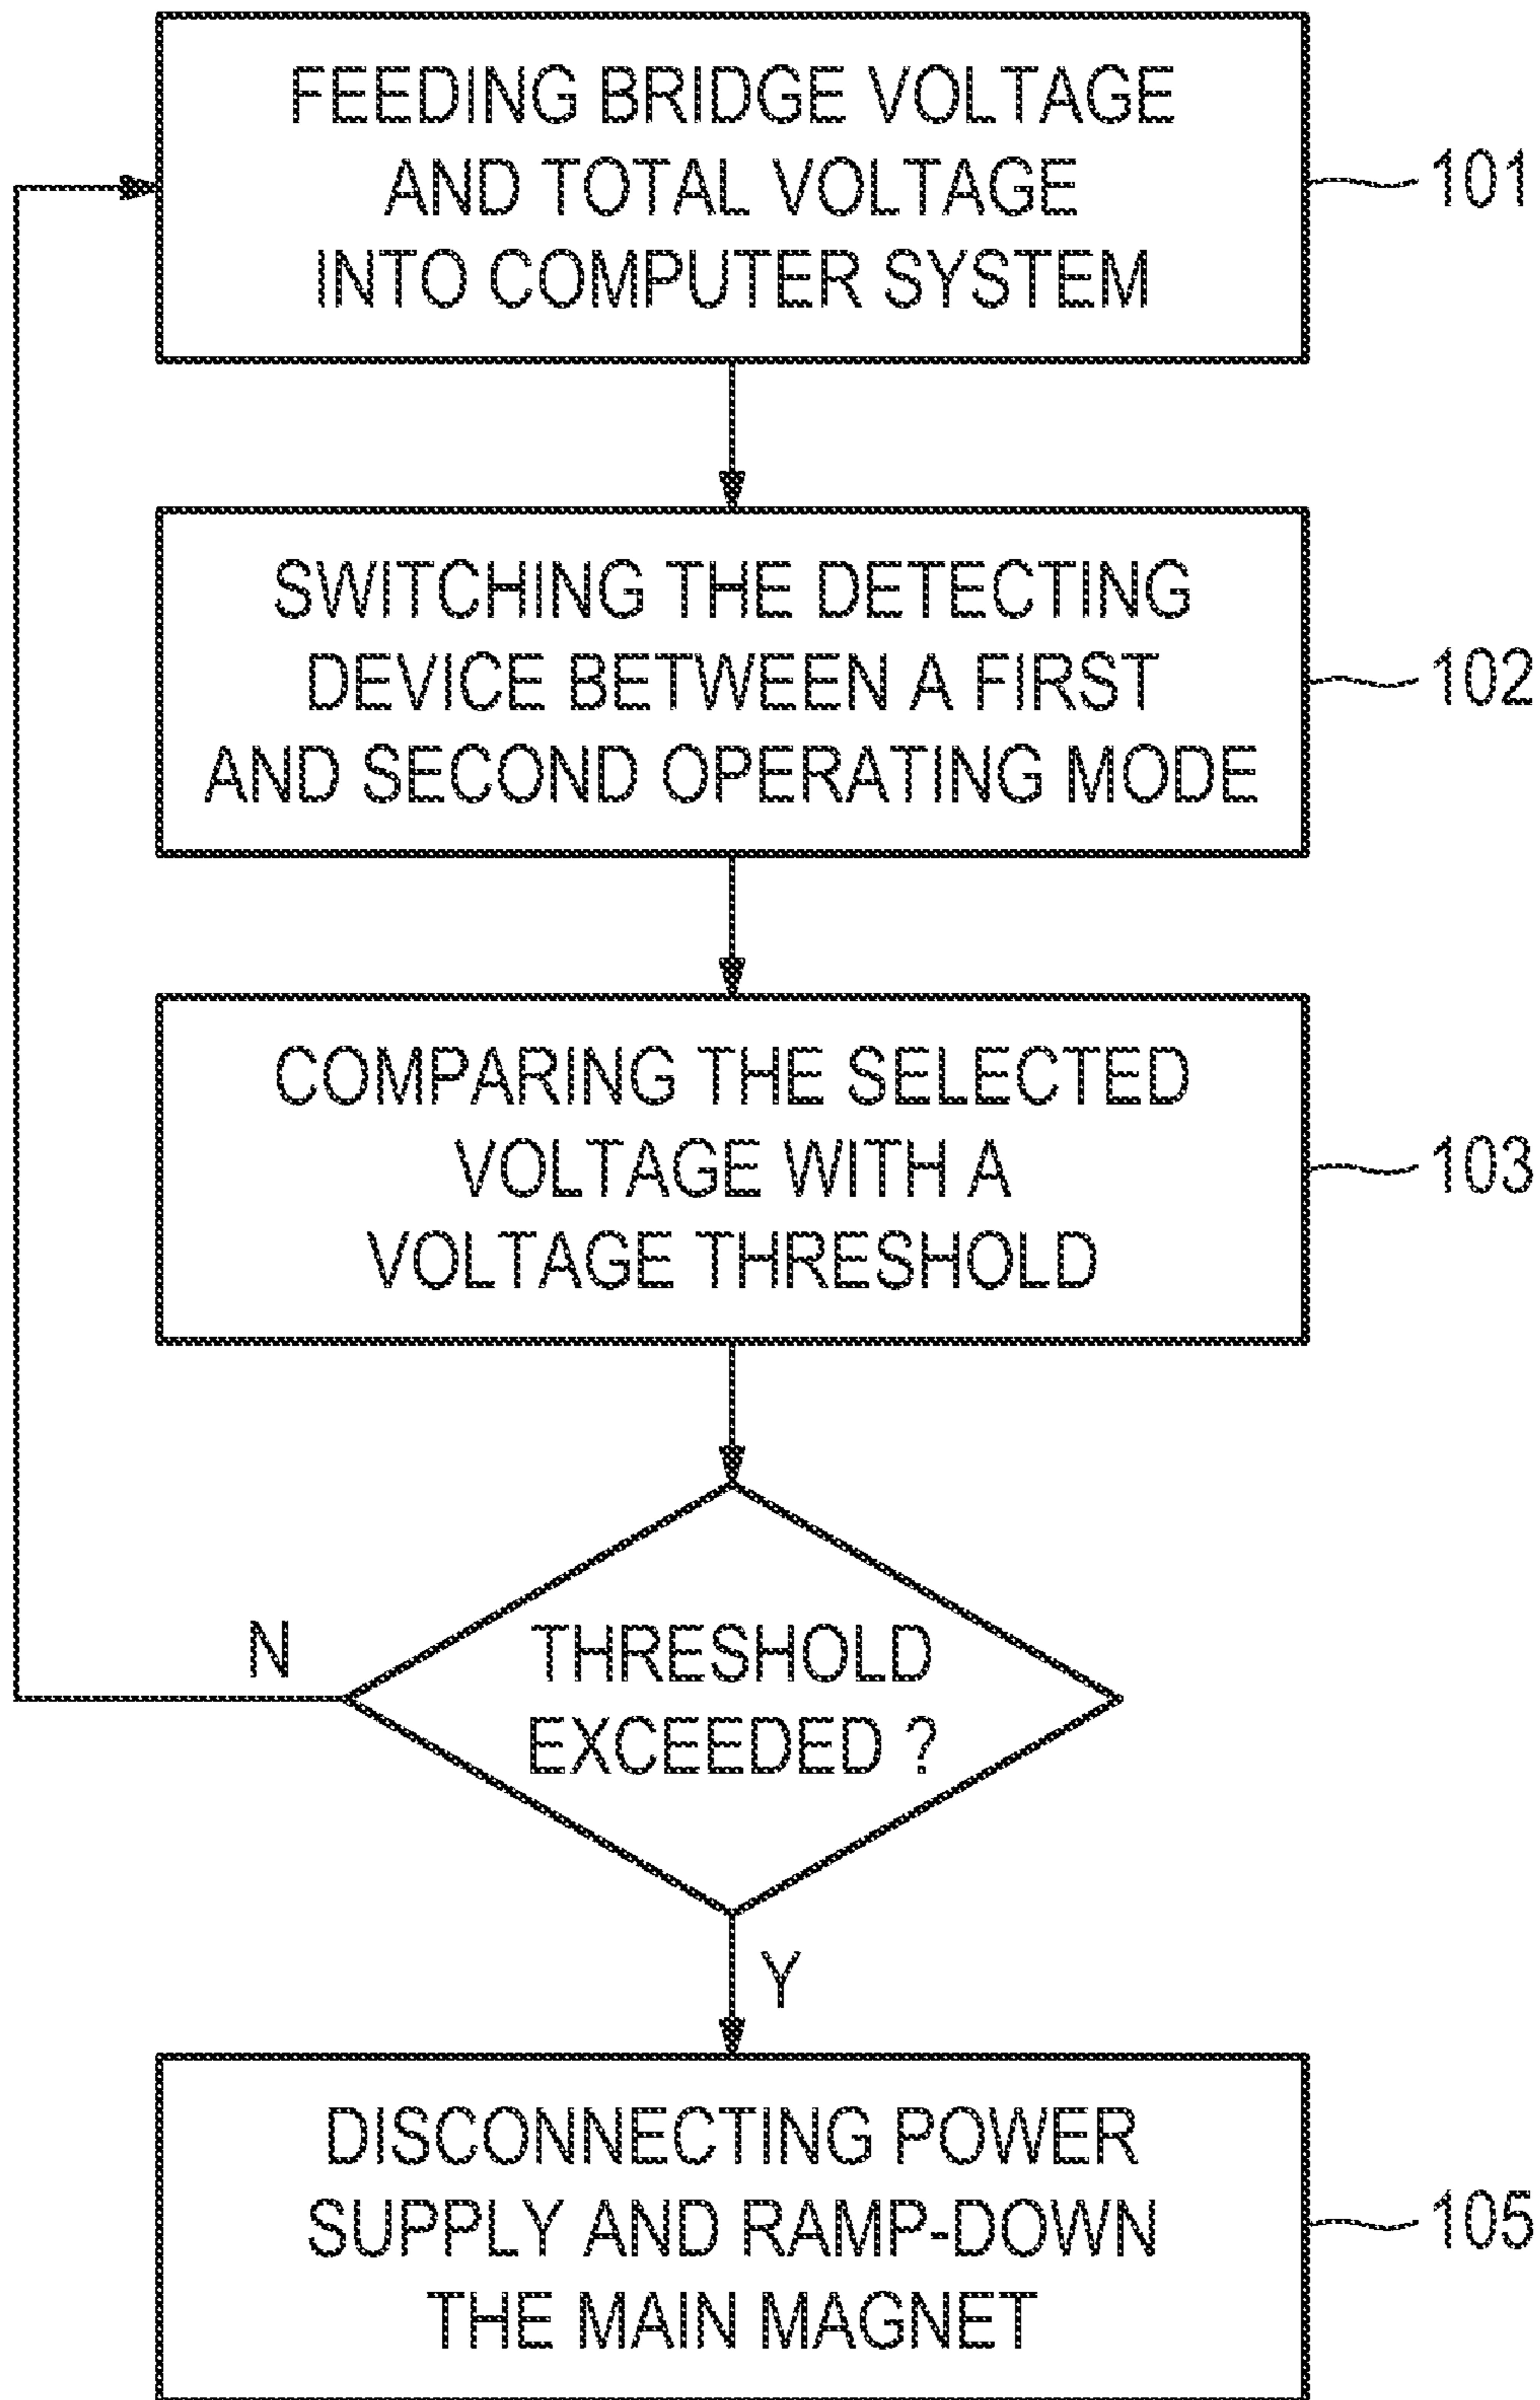 FEEDING BRIDGE VOLTAGE
AND TOTAL VOLTAGE
INTO COMPUTER SYSTEM
101
SWITCHING THE DETECTING
DEVICE BETWEEN A FIRST
AND SECOND OPERATING MODE
102
COMPARING THE SELECTED
VOLTAGE WITH A
VOLTAGE THRESHOLD
103
N
THRESHOLD
EXCEEDED ?
Y
DISCONNECTING POWER
SUPPLY AND RAMP-DOWN
THE MAIN MAGNET
105